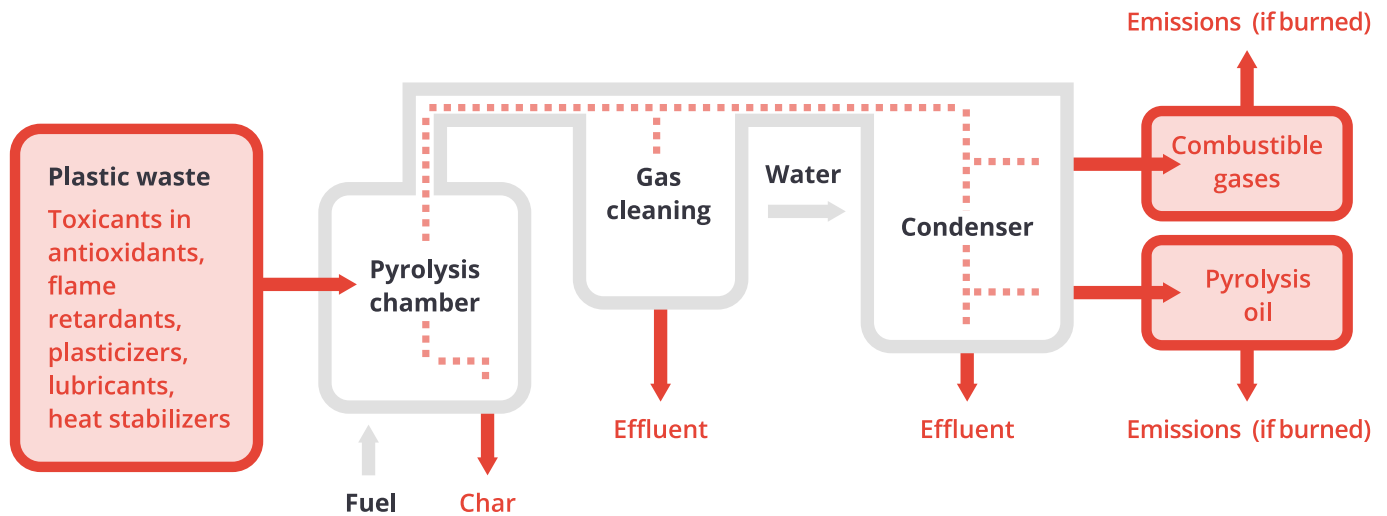 Plastic waste
Toxicants in
antioxidants,
flame
retardants,
plasticizers,
lubricants,
heat stabilizers
Pyrolysis
chamber
Fuel
Char
Gas
cleaning
Effluent
Water
Condenser
Effluent
Emissions (if burned)
Combustible
gases
Pyrolysis
oil
Emissions (if burned)